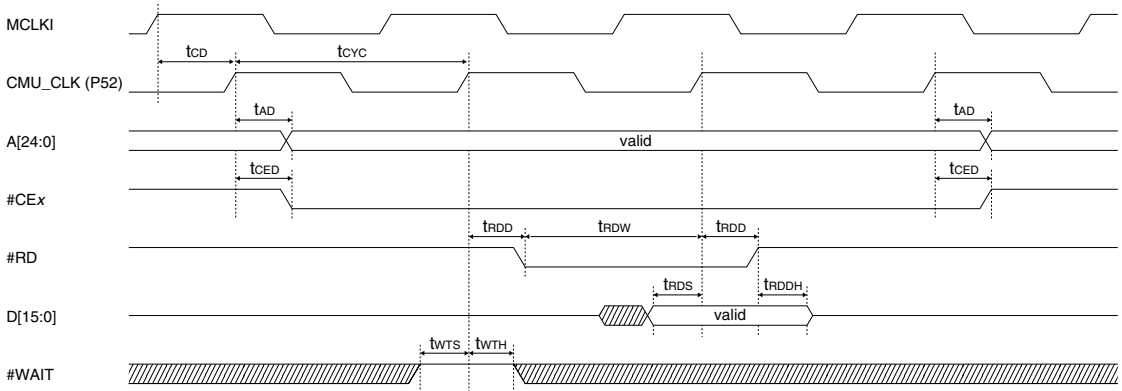 MCLKI
tCD
tCYC
CMU_CLK (P52)
tAD
tAD
A[24:0]
valid
tCED
tCED
#CEx
tRDD
tRDW
tRDD
#RD
tRDS
tRDDH
D[15:0]
valid
tWTS
tWTH
#WAIT